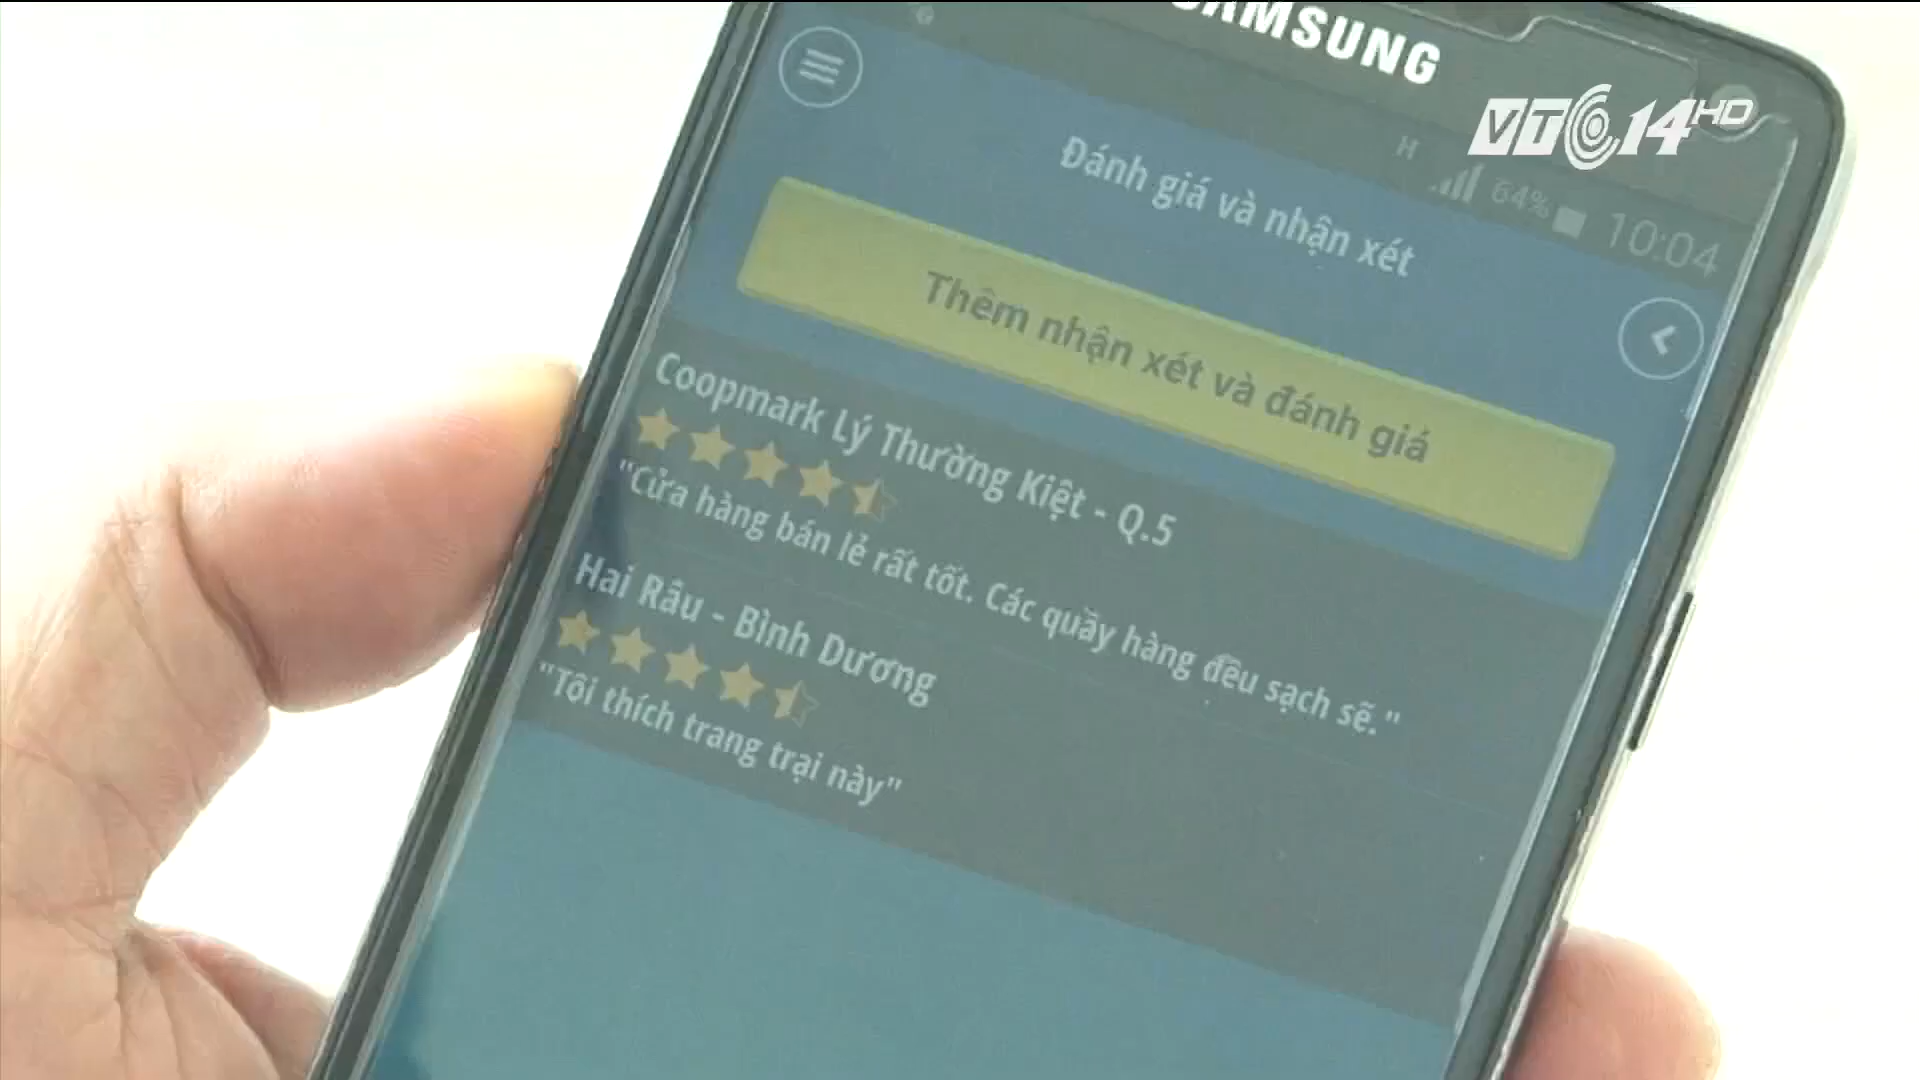 SAMSUNG
VTC14HD
H 64% 10:04
Đánh giá và nhận xét
Thêm nhận xét và đánh giá
Coopmark Lý Thường Kiệt - Q.5
"Cửa hàng bán lẻ rất tốt. Các quầy hàng đều sạch sẽ."
Hai Râu - Bình Dương
"Tôi thích trang trại này"